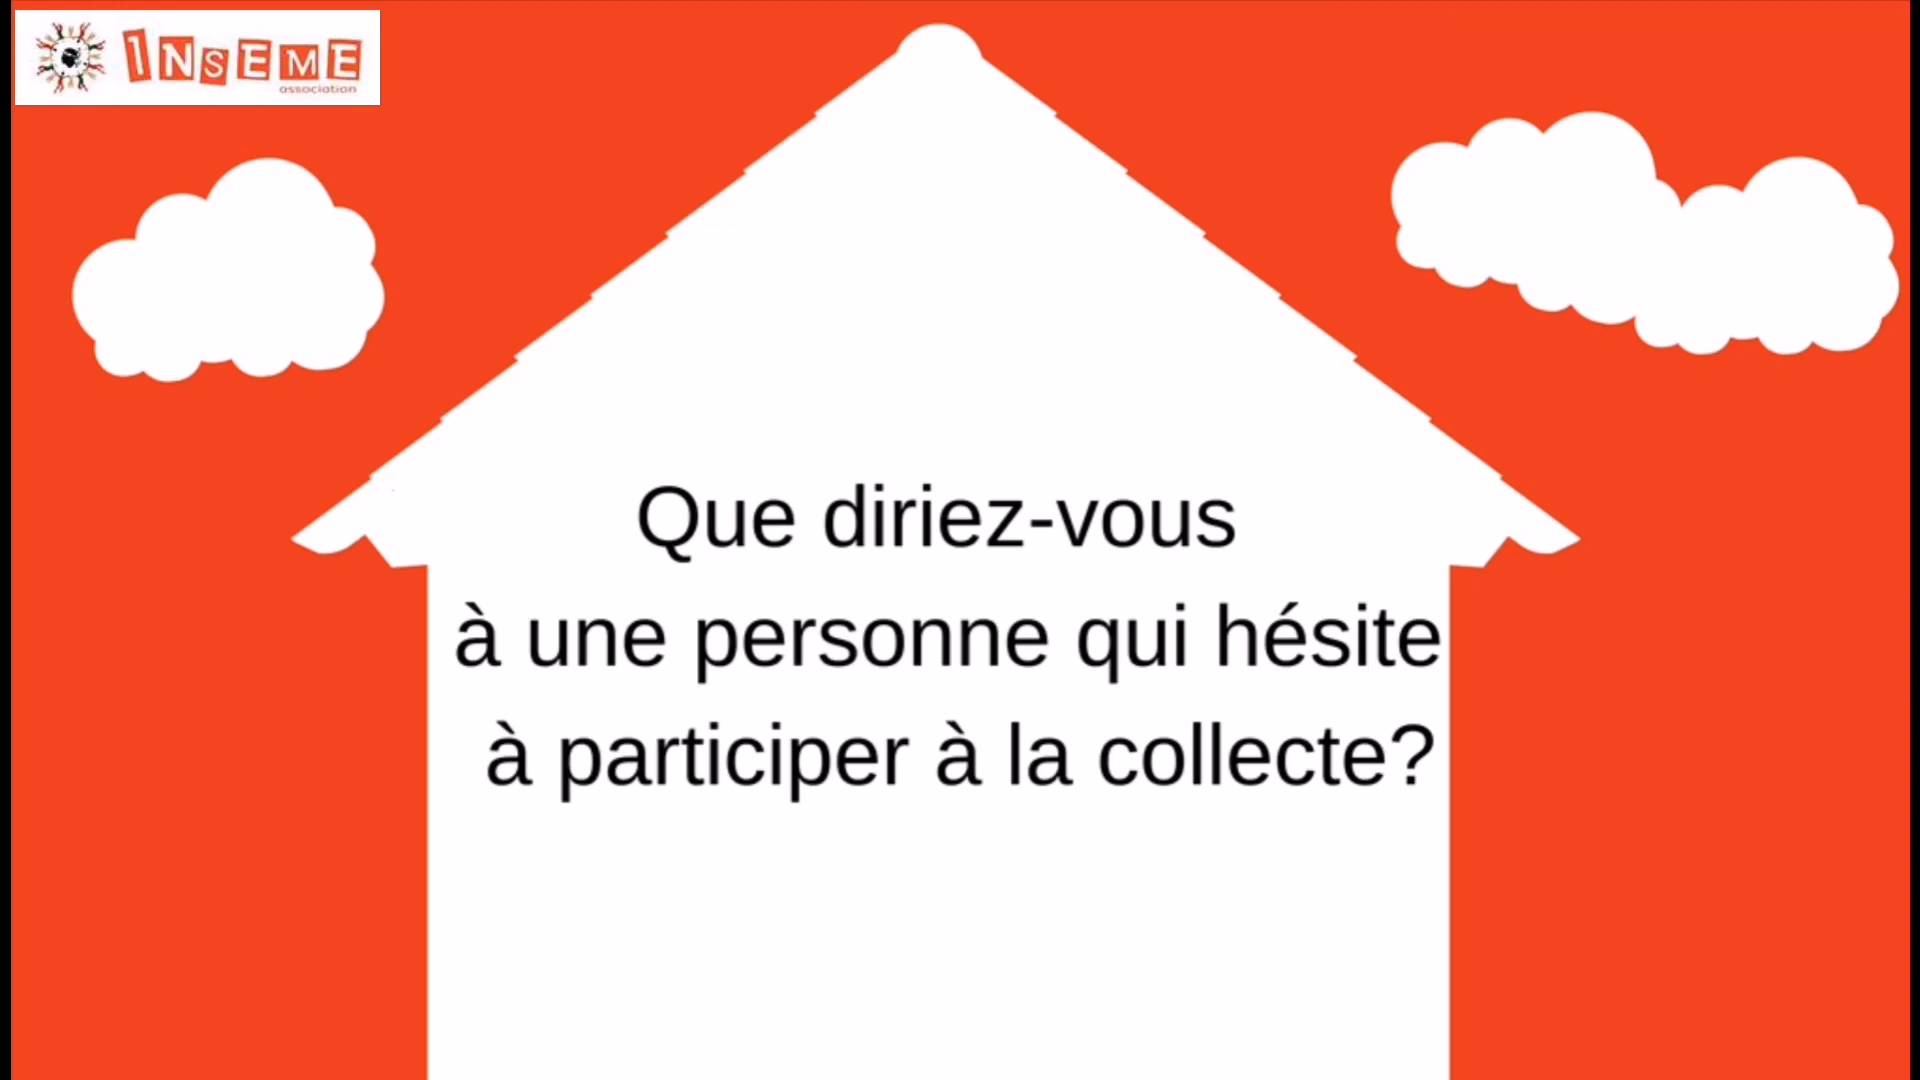 INSEME
association
Que diriez-vous
à une personne qui hésite
à participer à la collecte?